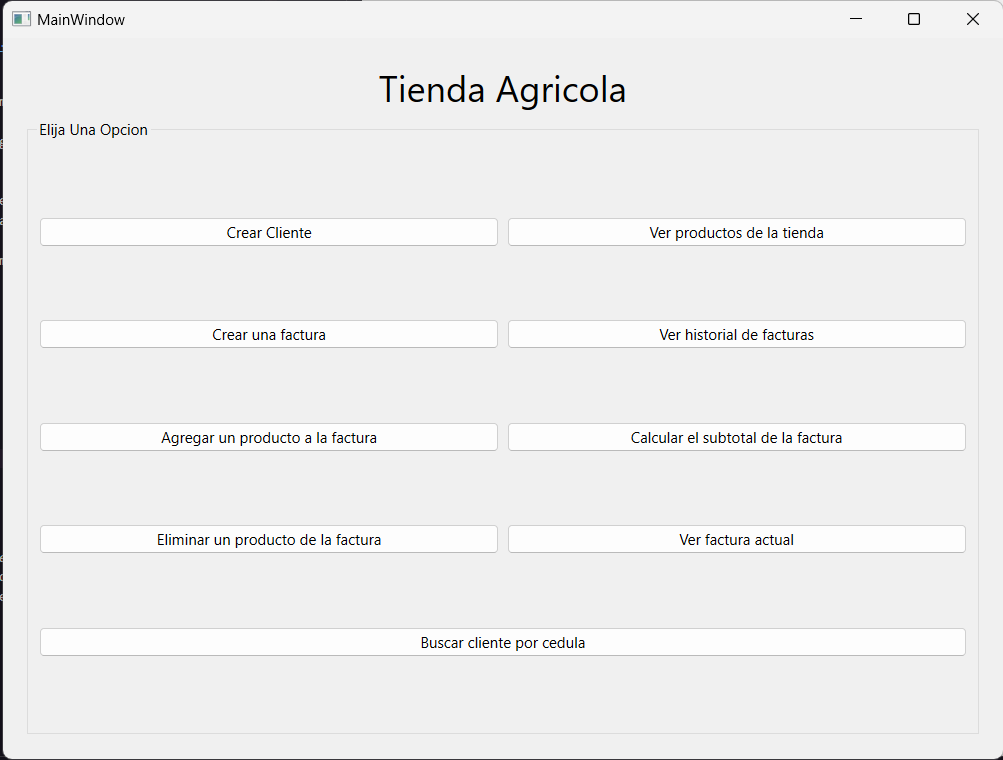 MainWindow
Tienda Agricola
Elija Una Opcion
Crear Cliente
Ver productos de la tienda
Crear una factura
Ver historial de facturas
Agregar un producto a la factura
Calcular el subtotal de la factura
Eliminar un producto de la factura
Ver factura actual
Buscar cliente por cedula